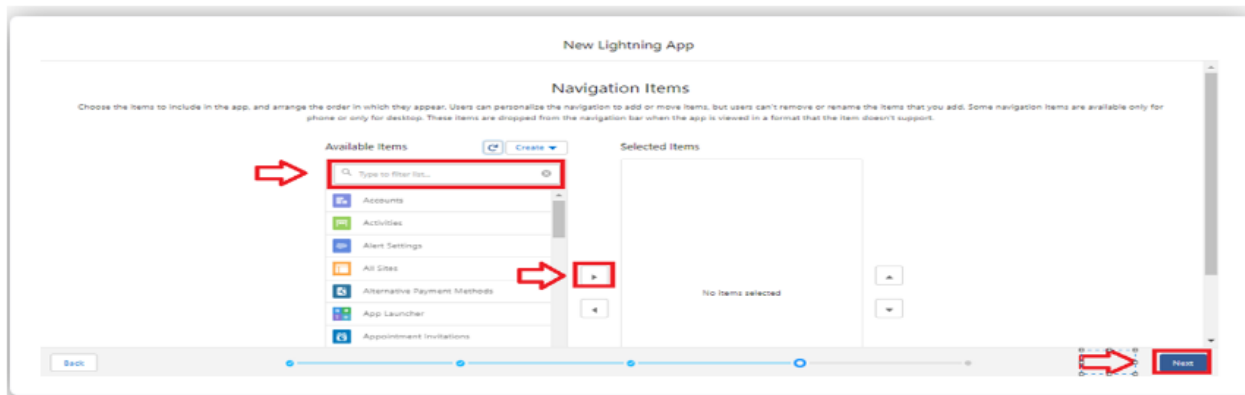 New Lightning App
Navigation Items
Choose the items to include in the app, and arrange the order in which they appear. Users can personalize the navigation to add or move items, but users can't remove or rename the items that you add. Some navigation items are available only for
phone or only for desktop. These items are dropped from the navigation bar when the app is viewed in a format that the item doesn't support.
Available Items
Create
Selected Items
Type to filter list...
Accounts
Activities
Alert Settings
All Sites
Alternative Payment Methods
No items selected
App Launcher
Appointment Invitations
Back
Next